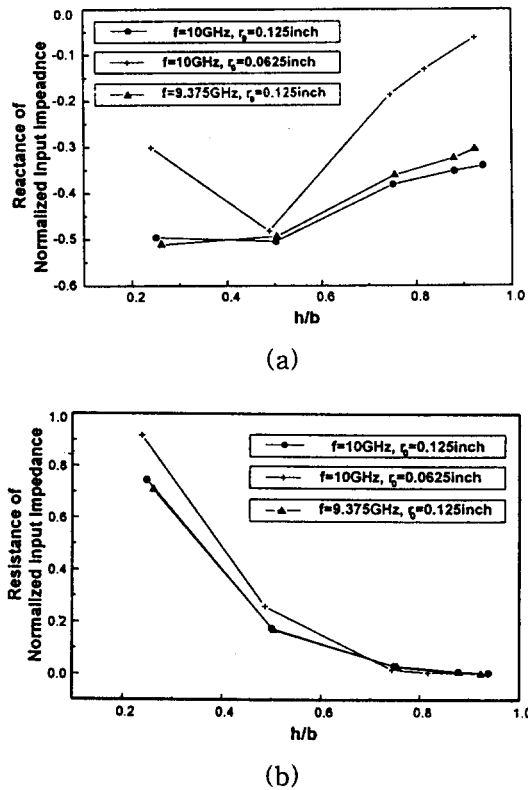 f=10GHz, r₀=0.125inch
f=10GHz, r₀=0.0625inch
f=9.375GHz, r₀=0.125inch
Reactance of
Normalized Input Impeadnce
-0.0
-0.1
-0.2
-0.3
-0.4
-0.5
-0.6
0.2
0.4
0.6
0.8
1.0
h/b
(a)
f=10GHz, r₀=0.125inch
f=10GHz, r₀=0.0625inch
f=9.375GHz, r₀=0.125inch
Resistance of
Normalized Input Impedance
1.0
0.8
0.6
0.4
0.2
0.0
0.2
0.4
0.6
0.8
1.0
h/b
(b)